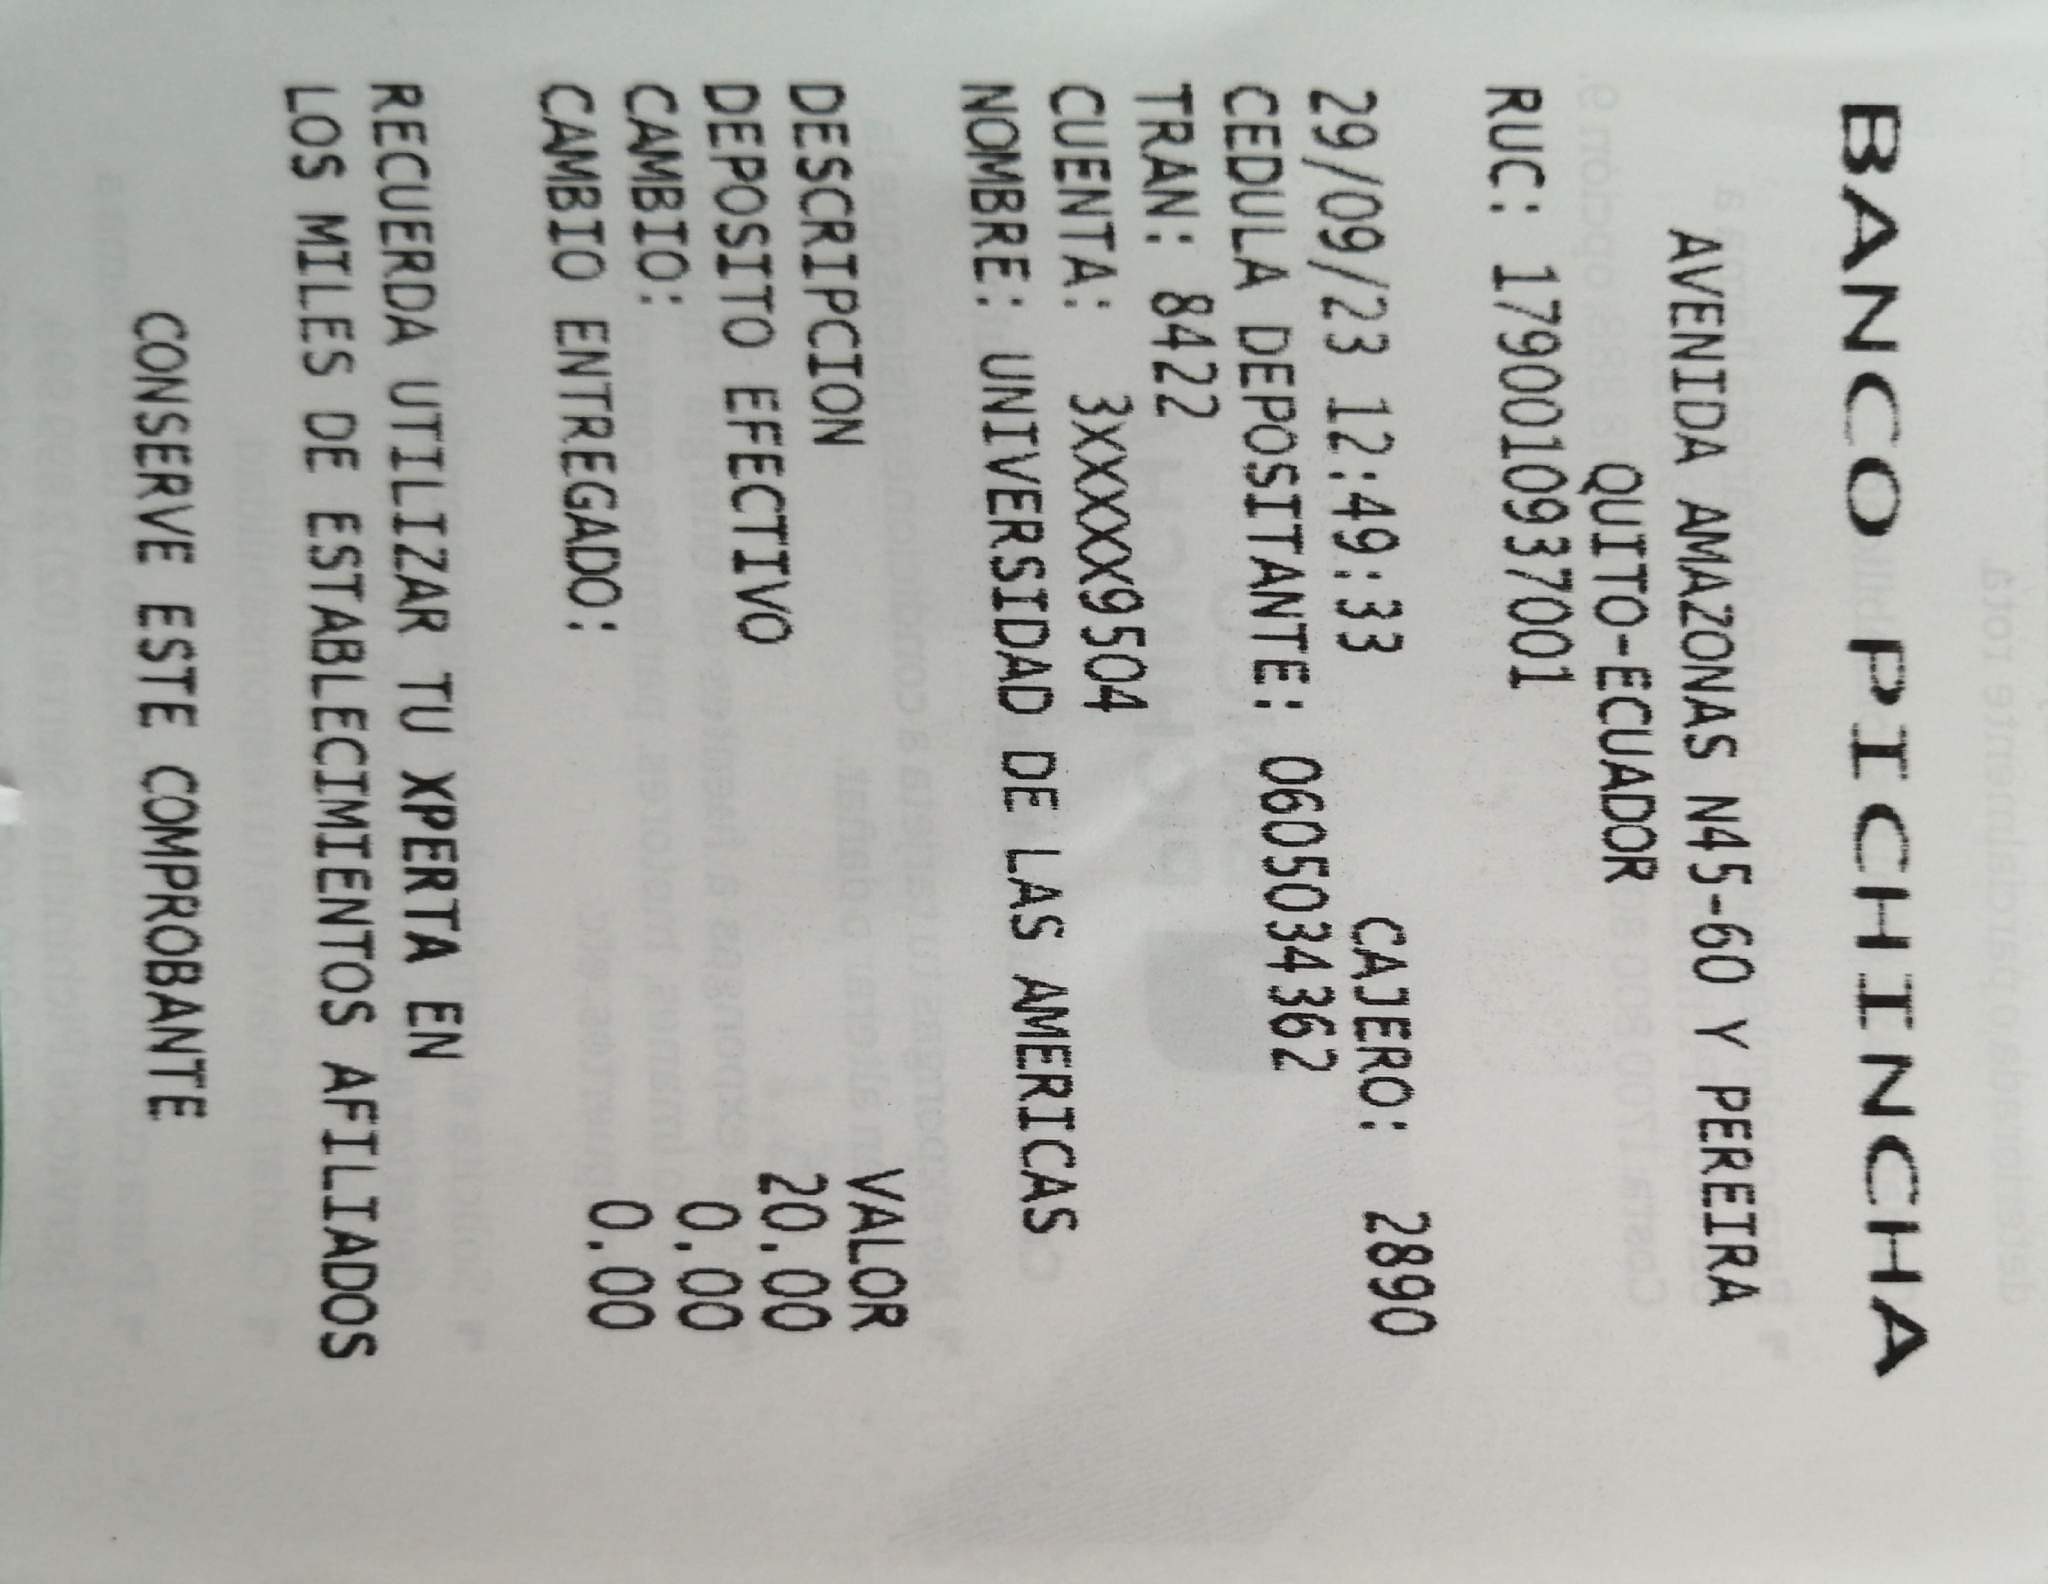 BANCO PICHINCHA
AVENIDA AMAZONAS N45-60 Y PEREIRA
QUITO-ECUADOR
RUC: 1790010937001
29/09/23 12:49:33 CAJERO: 2890
CEDULA DEPOSITANTE: 0605034362
TRAN: 8422
CUENTA: 3XXXXX9504
NOMBRE: UNIVERSIDAD DE LAS AMERICAS
DESCRIPCION VALOR
DEPOSITO EFECTIVO 20.00
CAMBIO: 0.00
CAMBIO ENTREGADO: 0.00
RECUERDA UTILIZAR TU XPERTA EN
LOS MILES DE ESTABLECIMIENTOS AFILIADOS
CONSERVE ESTE COMPROBANTE